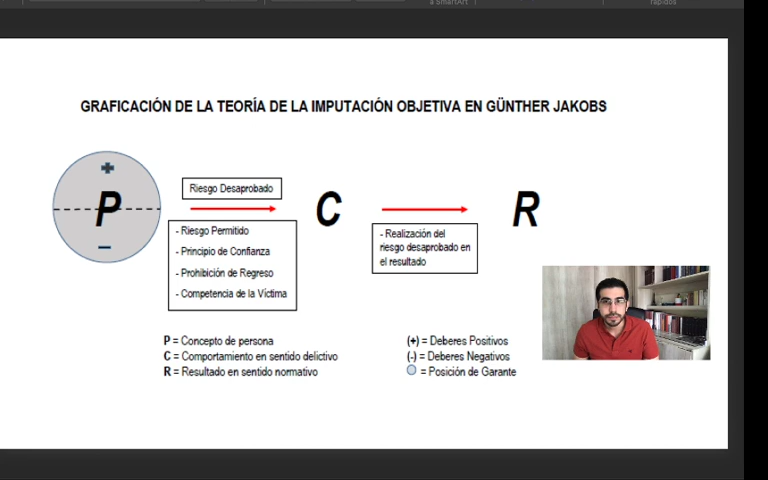 a SmartArt
rápidos
GRAFICACIÓN DE LA TEORÍA DE LA IMPUTACIÓN OBJETIVA EN GÜNTHER JAKOBS
P
Riesgo Desaprobado
- Riesgo Permitido
- Principio de Confianza
- Prohibición de Regreso
- Competencia de la Víctima
C
- Realización del
riesgo desaprobado en
el resultado
R
P = Concepto de persona
C = Comportamiento en sentido delictivo
R = Resultado en sentido normativo
(+) = Deberes Positivos
(-) = Deberes Negativos
= Posición de Garante